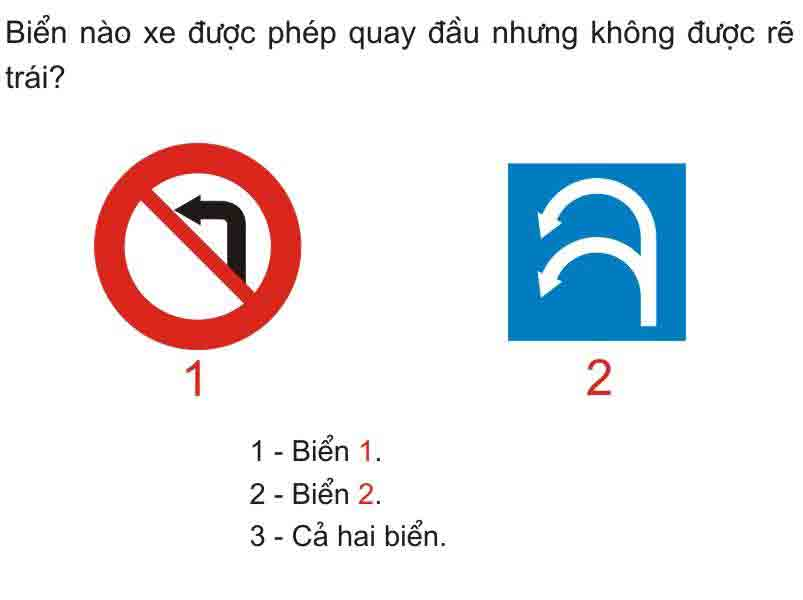 Biển nào xe được phép quay đầu nhưng không được rẽ
trái?
1
2
1 - Biển 1.
2 - Biển 2.
3 - Cả hai biển.